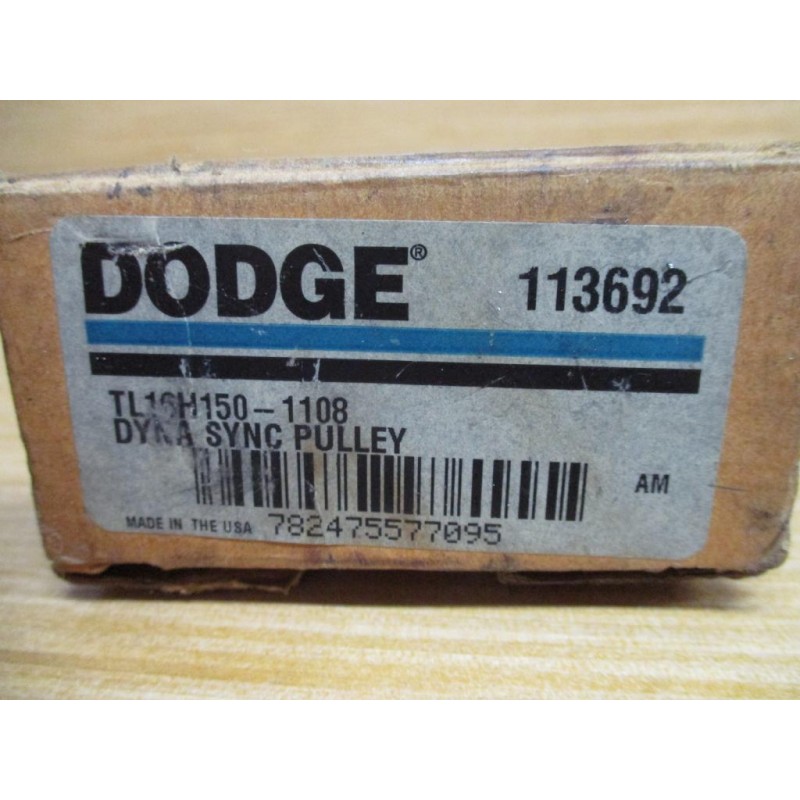 DODGE® 113692
TL16H150-1108
DYNA SYNC PULLEY
AM
MADE IN THE USA 782475577095